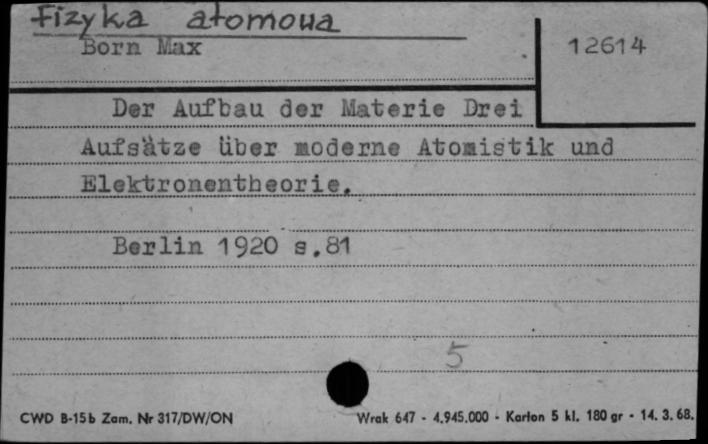 Fizyka atomowa
Born Max
12614
Der Aufbau der Materie Drei
Aufsätze über moderne Atomistik und
Elektronentheorie.
Berlin 1920 s.81
5
CWD B-15b Zam. Nr 317/DW/ON
Wrak 647 - 4.945.000 - Karton 5 kl. 180 gr - 14. 3. 68.